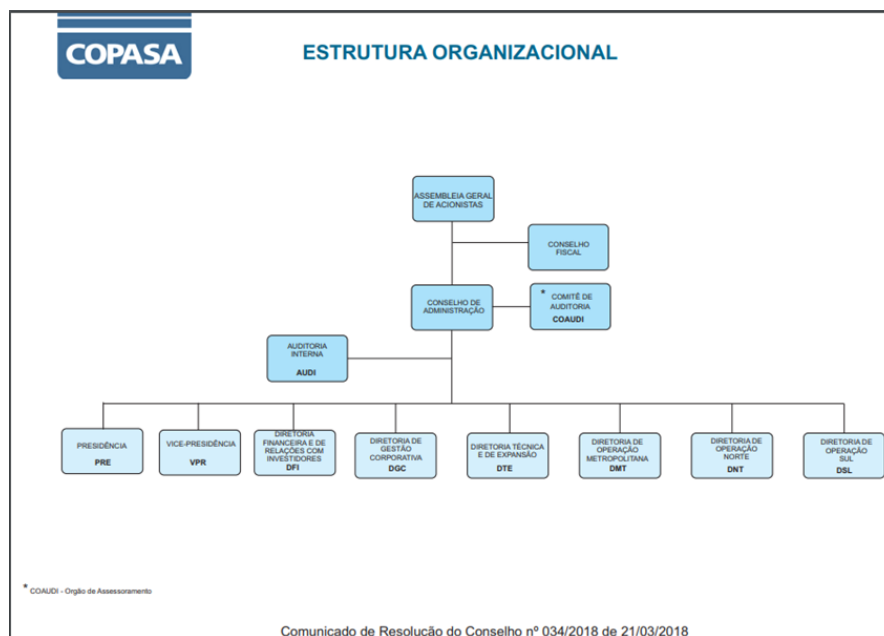 COPASA
ESTRUTURA ORGANIZACIONAL
ASSEMBLEIA GERAL
DE ACIONISTAS
CONSELHO
FISCAL
CONSELHO DE
ADMINISTRAÇÃO
* COMITÊ DE
AUDITORIA
COAUDI
AUDITORIA
INTERNA
AUDI
PRESIDÊNCIA
PRE
VICE-PRESIDÊNCIA
VPR
DIRETORIA
FINANCEIRA E DE
RELAÇÕES COM
INVESTIDORES
DFI
DIRETORIA DE
GESTÃO
CORPORATIVA
DGC
DIRETORIA TÉCNICA
E DE EXPANSÃO
DTE
DIRETORIA DE
OPERAÇÃO
METROPOLITANA
DMT
DIRETORIA DE
OPERAÇÃO
NORTE
DNT
DIRETORIA DE
OPERAÇÃO
SUL
DSL
* COAUDI - Orgão de Assessoramento
Comunicado de Resolução do Conselho nº 034/2018 de 21/03/2018